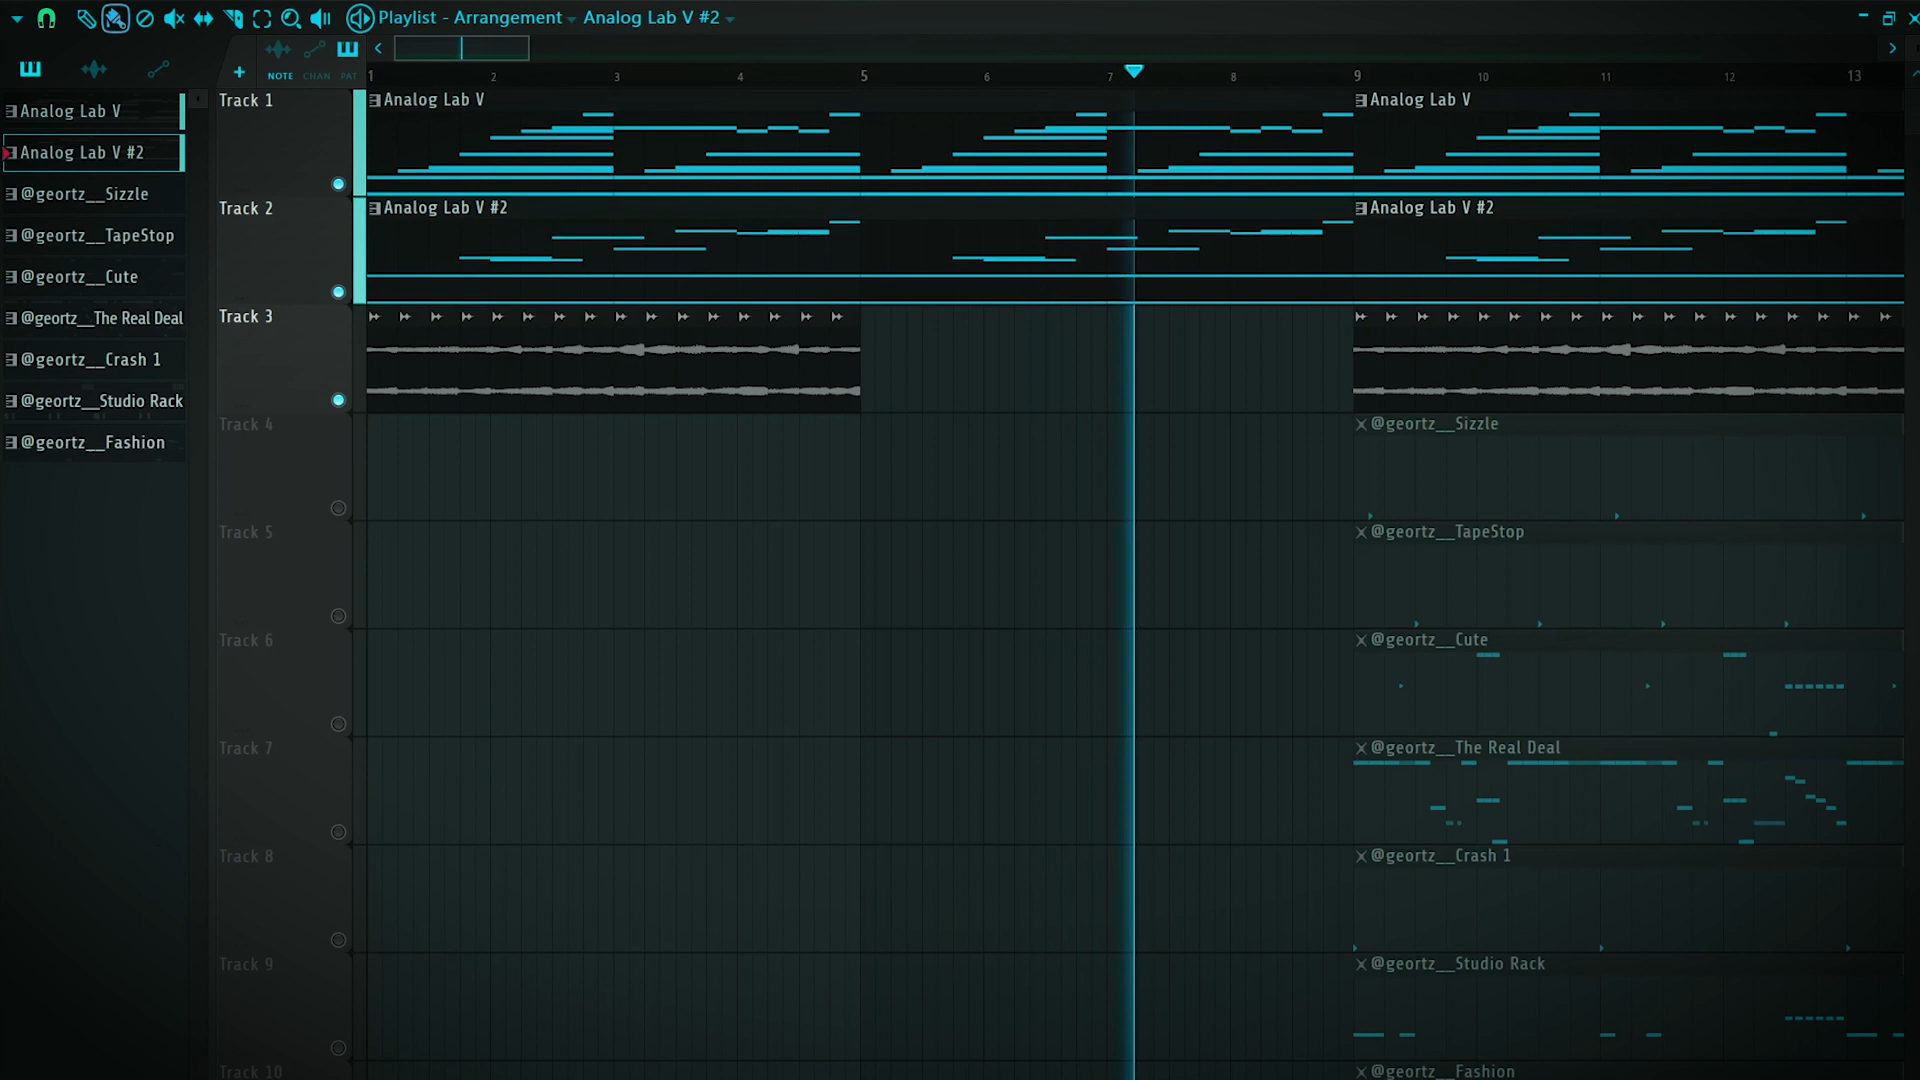 Playlist - Arrangement
Analog Lab V #2
NOTE
CHAN
PAT
1
2
3
4
5
6
7
8
9
10
11
12
13
Analog Lab V
Analog Lab V #2
@geortz__Sizzle
@geortz__TapeStop
@geortz__Cute
@geortz__The Real Deal
@geortz__Crash 1
@geortz__Studio Rack
@geortz__Fashion
Track 1
Analog Lab V
Analog Lab V
Track 2
Analog Lab V #2
Analog Lab V #2
Track 3
Track 4
@geortz__Sizzle
Track 5
@geortz__TapeStop
Track 6
@geortz__Cute
Track 7
@geortz__The Real Deal
Track 8
@geortz__Crash 1
Track 9
@geortz__Studio Rack
Track 10
@geortz__Fashion